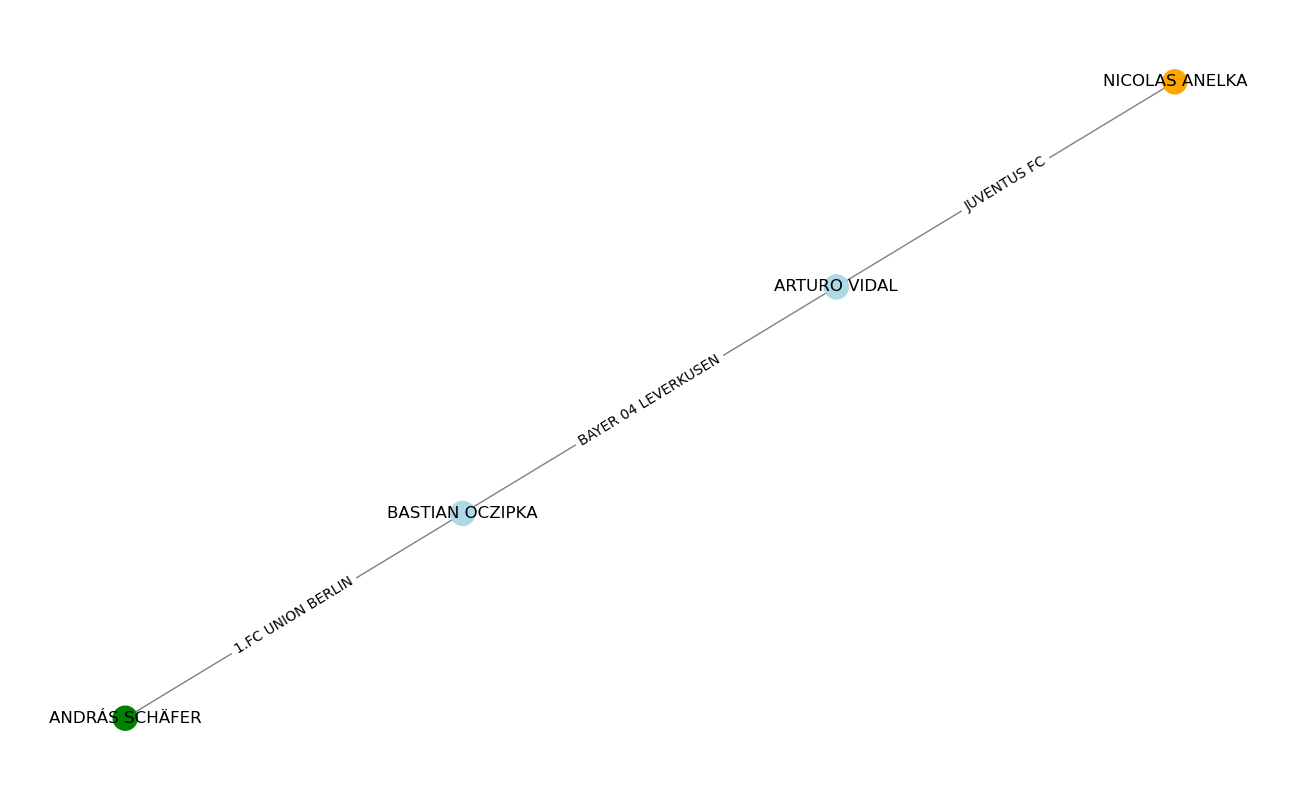 NICOLAS ANELKA
JUVENTUS FC
ARTURO VIDAL
BAYER 04 LEVERKUSEN
BASTIAN OCZIPKA
1.FC UNION BERLIN
ANDRÁS SCHÄFER